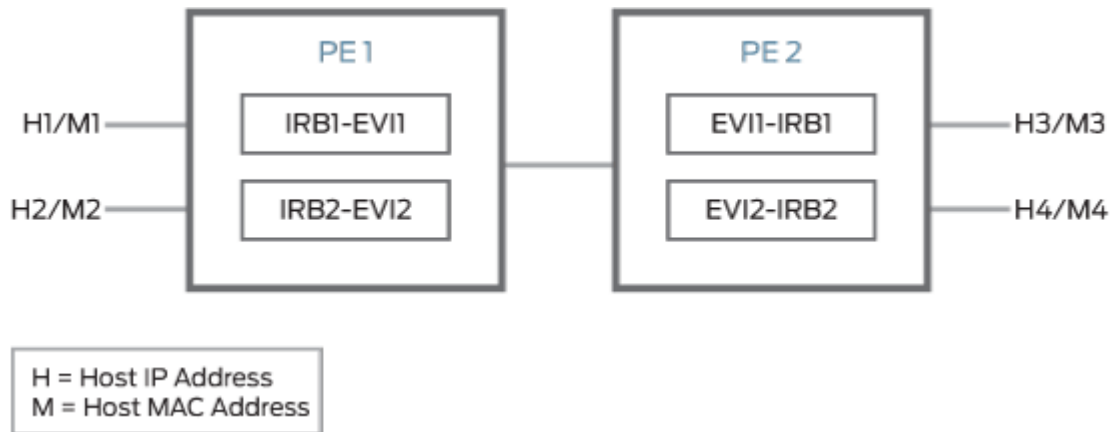 PE 1
PE 2
H1/M1
IRB1-EVI1
EVI1-IRB1
H3/M3
H2/M2
IRB2-EVI2
EVI2-IRB2
H4/M4
H = Host IP Address
M = Host MAC Address